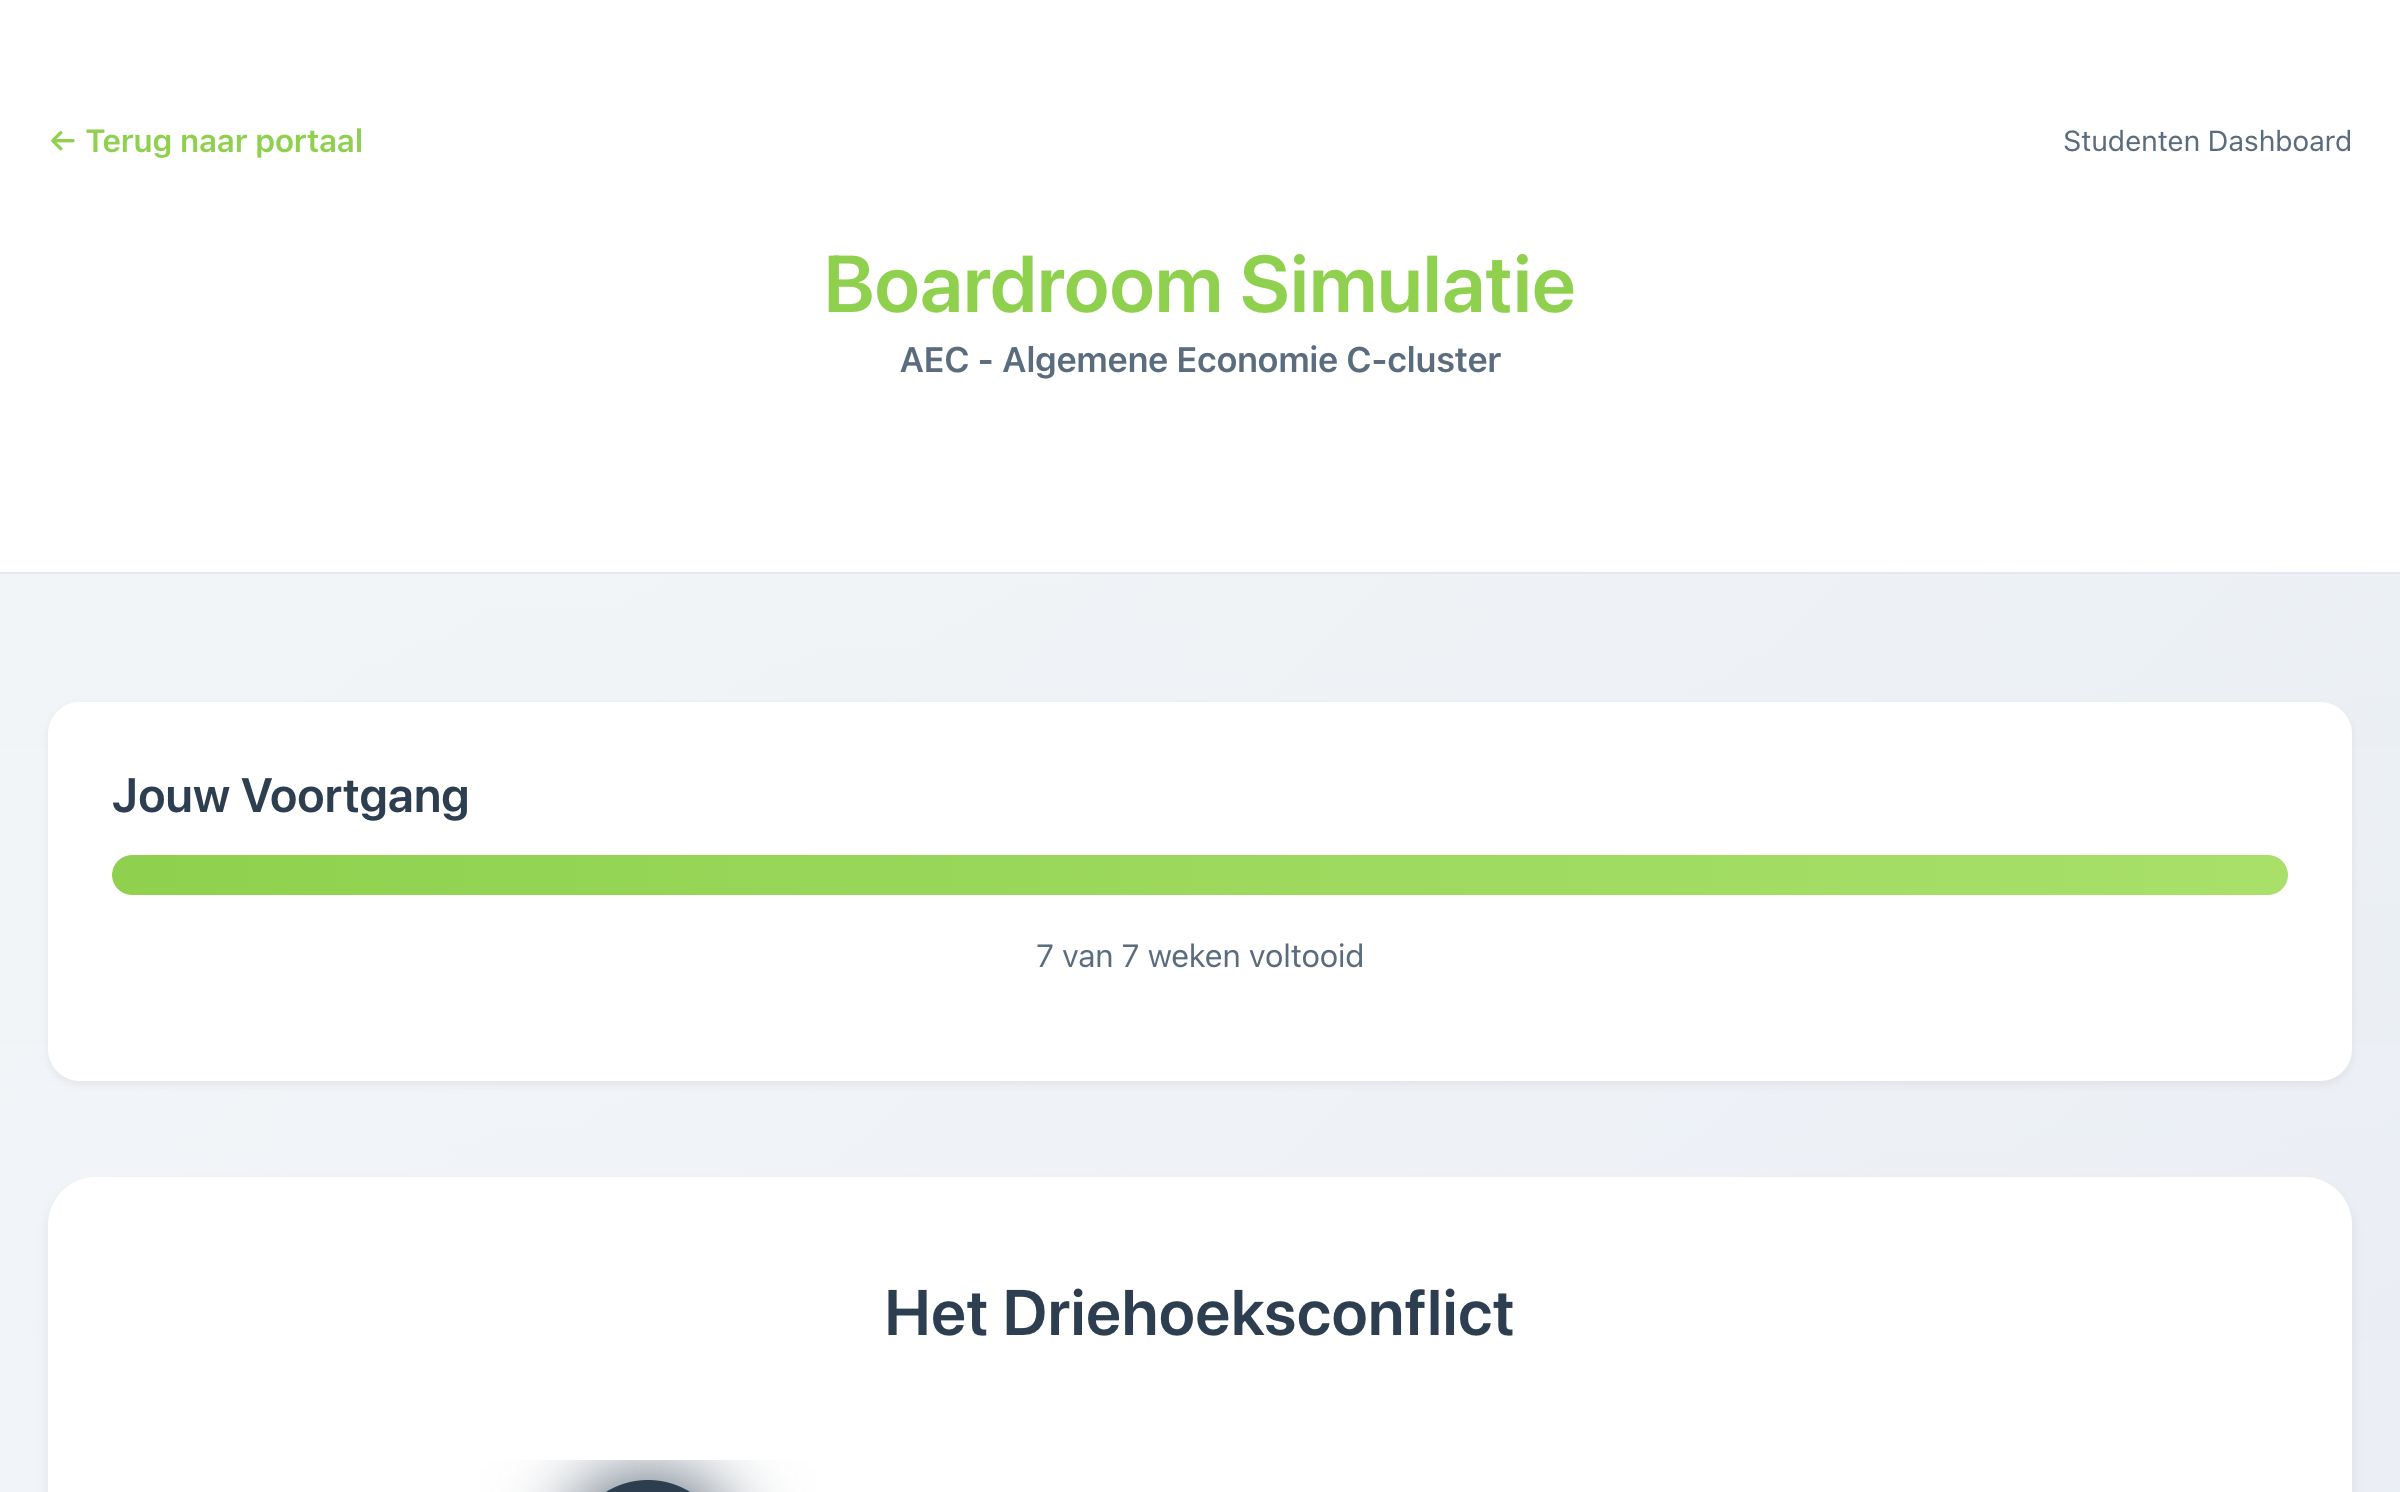 ← Terug naar portaal
Studenten Dashboard
Boardroom Simulatie
AEC - Algemene Economie C-cluster
Jouw Voortgang
7 van 7 weken voltooid
Het Driehoeksconflict